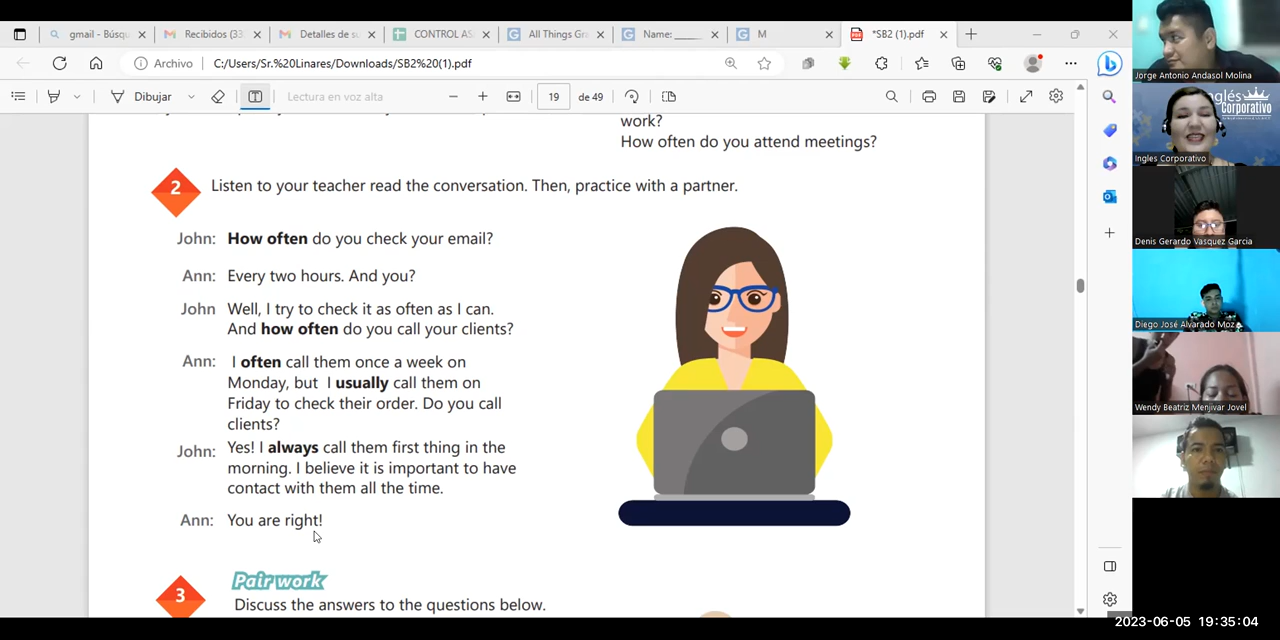 gmail - Búsqu
Recibidos (33
Detalles de su
CONTROL AS
All Things Gra
Name: _____
M
*SB2 (1).pdf
Archivo
C:/Users/Sr.%20Linares/Downloads/SB2%20(1).pdf
Dibujar
Lectura en voz alta
19
de 49
work?
How often do you attend meetings?
2
Listen to your teacher read the conversation. Then, practice with a partner.
John: How often do you check your email?
Ann: Every two hours. And you?
John Well, I try to check it as often as I can.
And how often do you call your clients?
Ann: I often call them once a week on
Monday, but I usually call them on
Friday to check their order. Do you call
clients?
John: Yes! I always call them first thing in the
morning. I believe it is important to have
contact with them all the time.
Ann: You are right!
3
Pair work
Discuss the answers to the questions below.
Jorge Antonio Andasol Molina
Inglés
Corporativo
Ingles Corporativo
Denis Gerardo Vasquez Garcia
Diego José Alvarado Moz
Wendy Beatriz Menjivar Jovel
2023-06-05 19:35:04